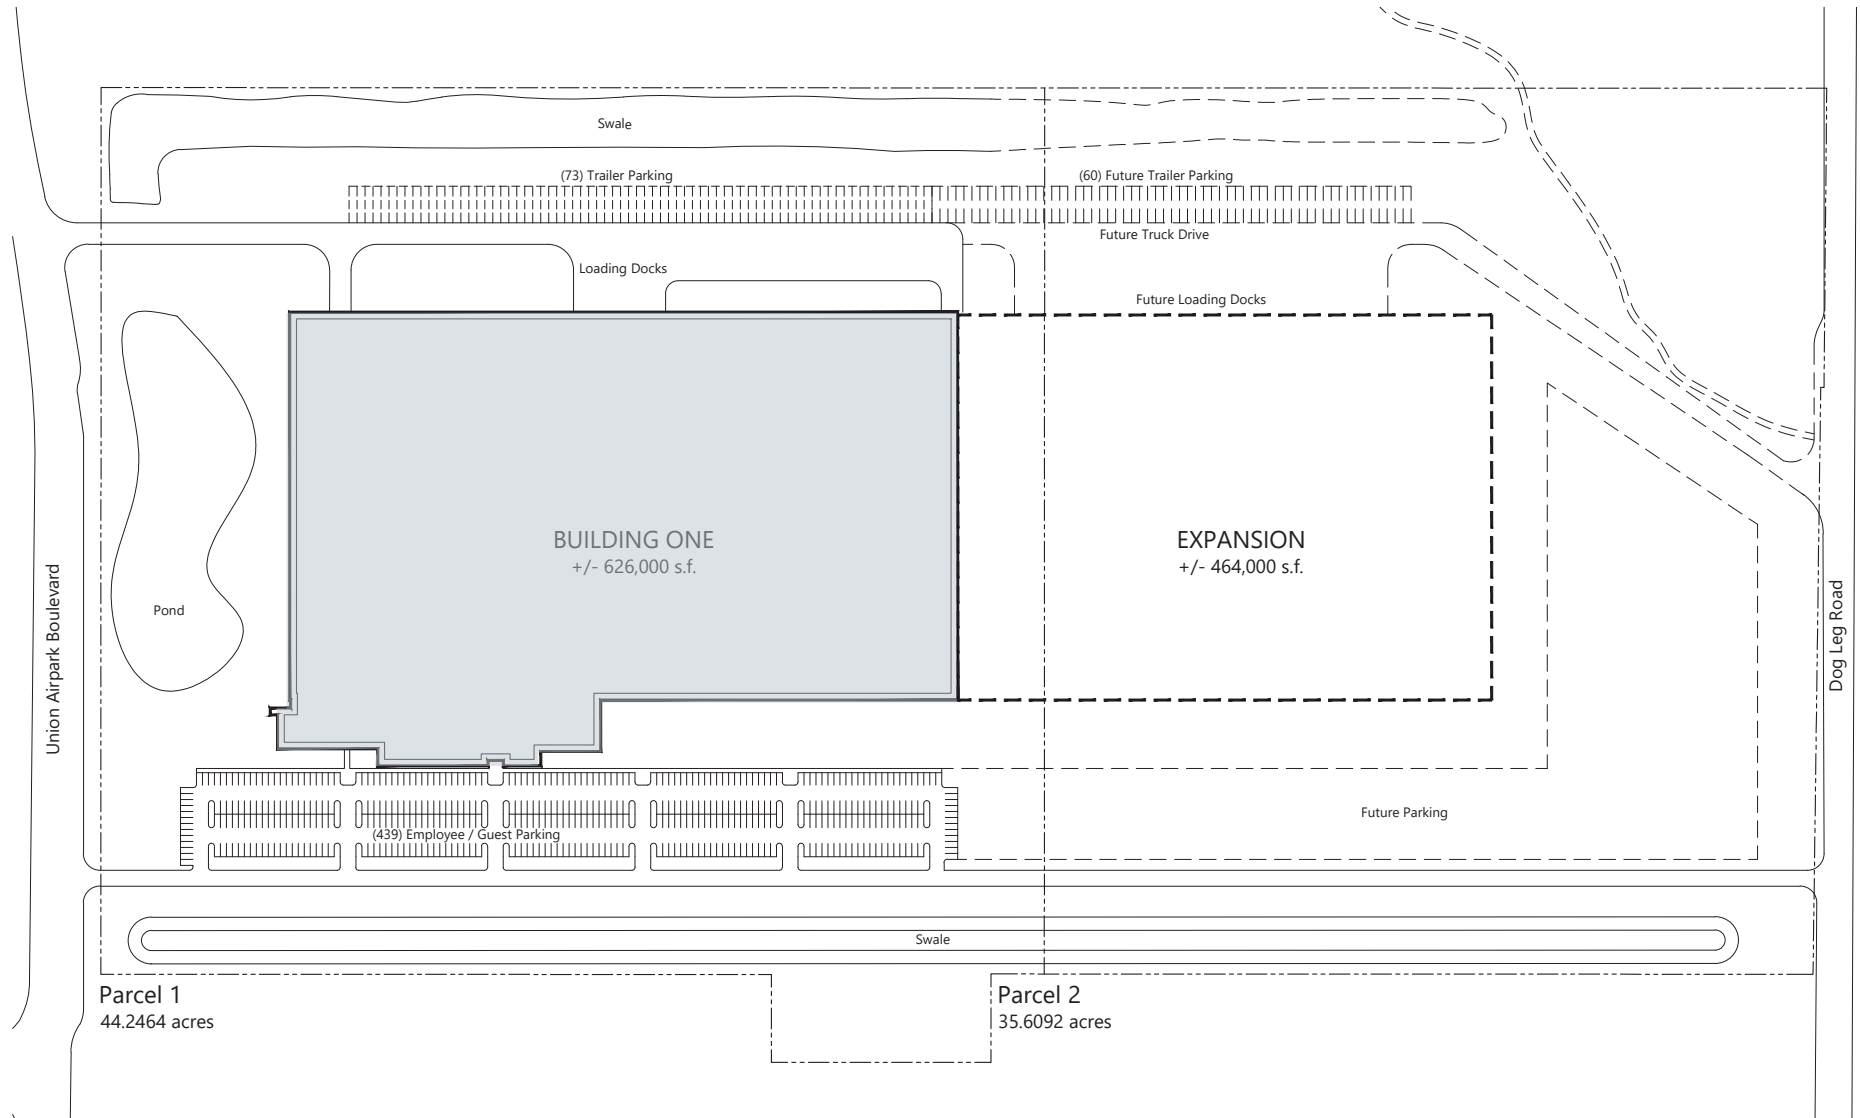 Swale
(73) Trailer Parking
(60) Future Trailer Parking
Future Truck Drive
Loading Docks
Future Loading Docks
BUILDING ONE
+/- 626,000 s.f.
EXPANSION
+/- 464,000 s.f.
Pond
Union Airpark Boulevard
Dog Leg Road
Future Parking
(439) Employee / Guest Parking
Swale
Parcel 1
44.2464 acres
Parcel 2
35.6092 acres